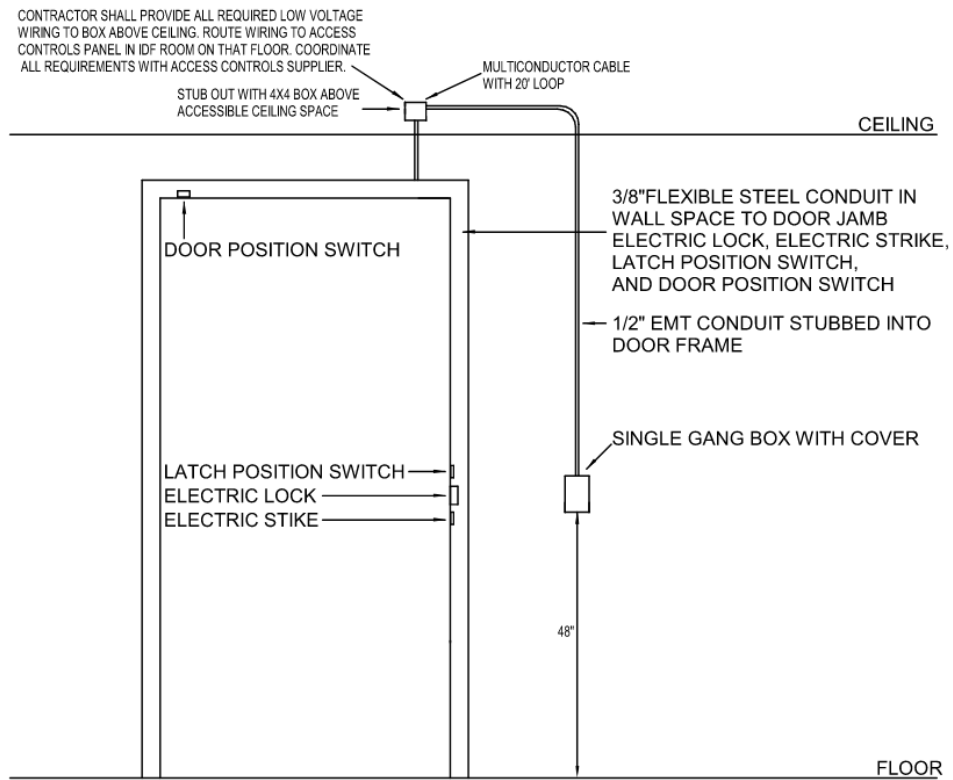 CONTRACTOR SHALL PROVIDE ALL REQUIRED LOW VOLTAGE
WIRING TO BOX ABOVE CEILING. ROUTE WIRING TO ACCESS
CONTROLS PANEL IN IDF ROOM ON THAT FLOOR. COORDINATE
ALL REQUIREMENTS WITH ACCESS CONTROLS SUPPLIER.
MULTICONDUCTOR CABLE
WITH 20' LOOP
STUB OUT WITH 4X4 BOX ABOVE
ACCESSIBLE CEILING SPACE
CEILING
3/8"FLEXIBLE STEEL CONDUIT IN
WALL SPACE TO DOOR JAMB
ELECTRIC LOCK, ELECTRIC STRIKE,
LATCH POSITION SWITCH,
AND DOOR POSITION SWITCH
DOOR POSITION SWITCH
1/2" EMT CONDUIT STUBBED INTO
DOOR FRAME
SINGLE GANG BOX WITH COVER
LATCH POSITION SWITCH
ELECTRIC LOCK
ELECTRIC STIKE
48"
FLOOR